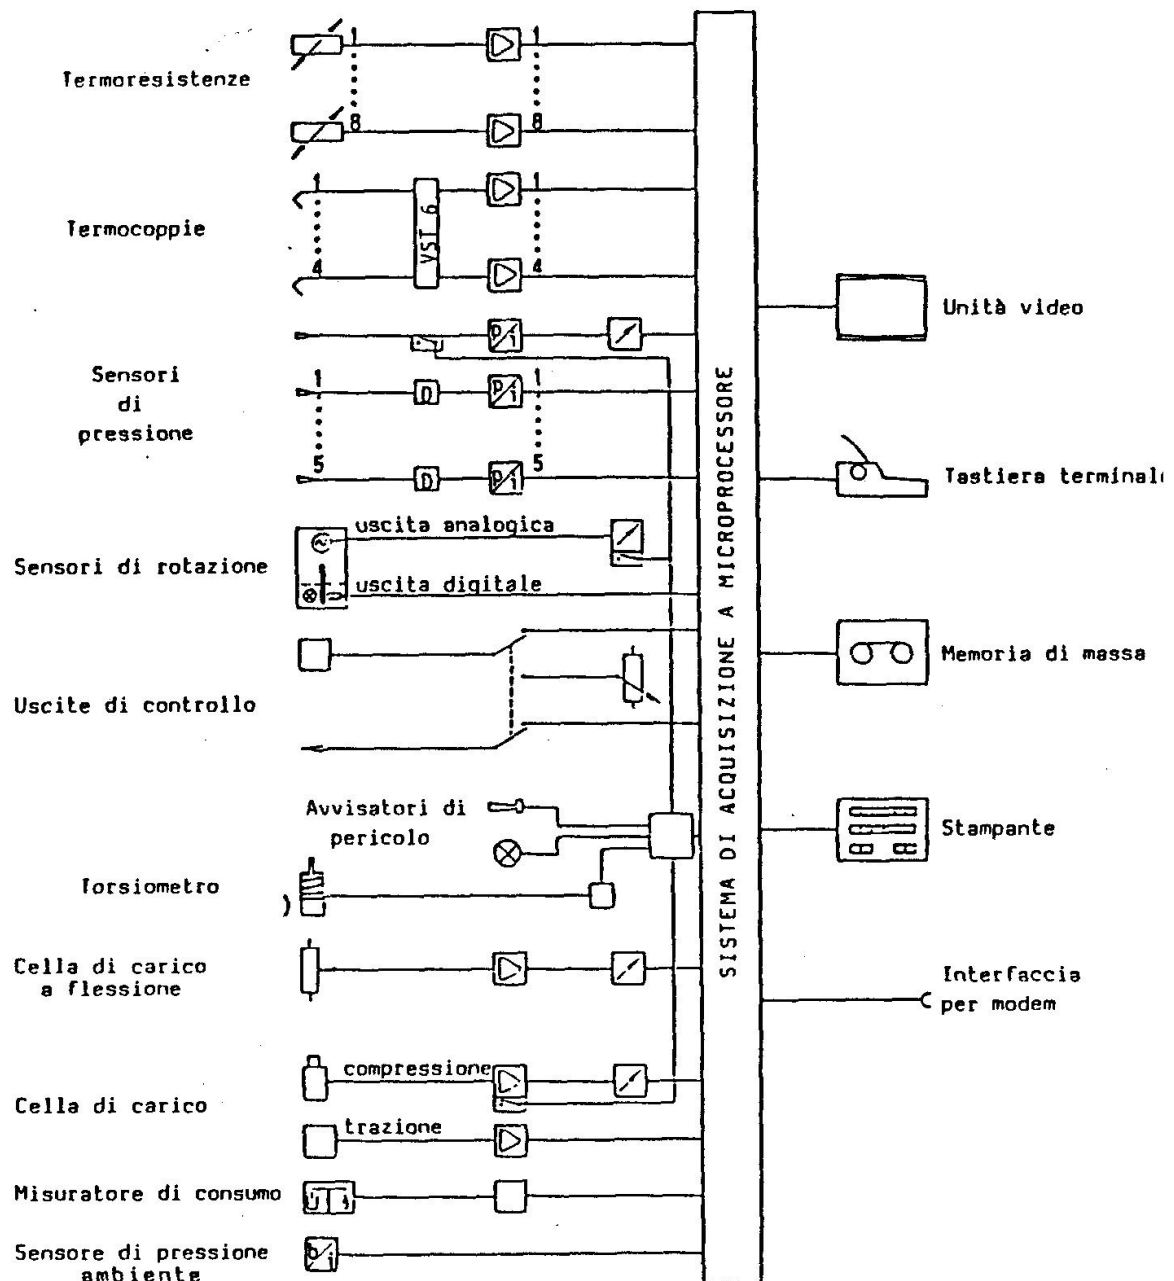 Termoresistenze
1
1
8
8
Termocoppie
1
1
VST 6
4
4
Sensori
di
pressione
p/i
1
D
p/i
1
5
D
p/i
5
Sensori di rotazione
uscita analogica
uscita digitale
Uscite di controllo
Avvisatori di
pericolo
Torsiometro
Cella di carico
a flessione
Cella di carico
compressione
trazione
Misuratore di consumo
Sensore di pressione
ambiente
p/i
SISTEMA DI ACQUISIZIONE A MICROPROCESSORE
Unità video
Tastiera terminale
Memoria di massa
Stampante
Interfaccia
per modem